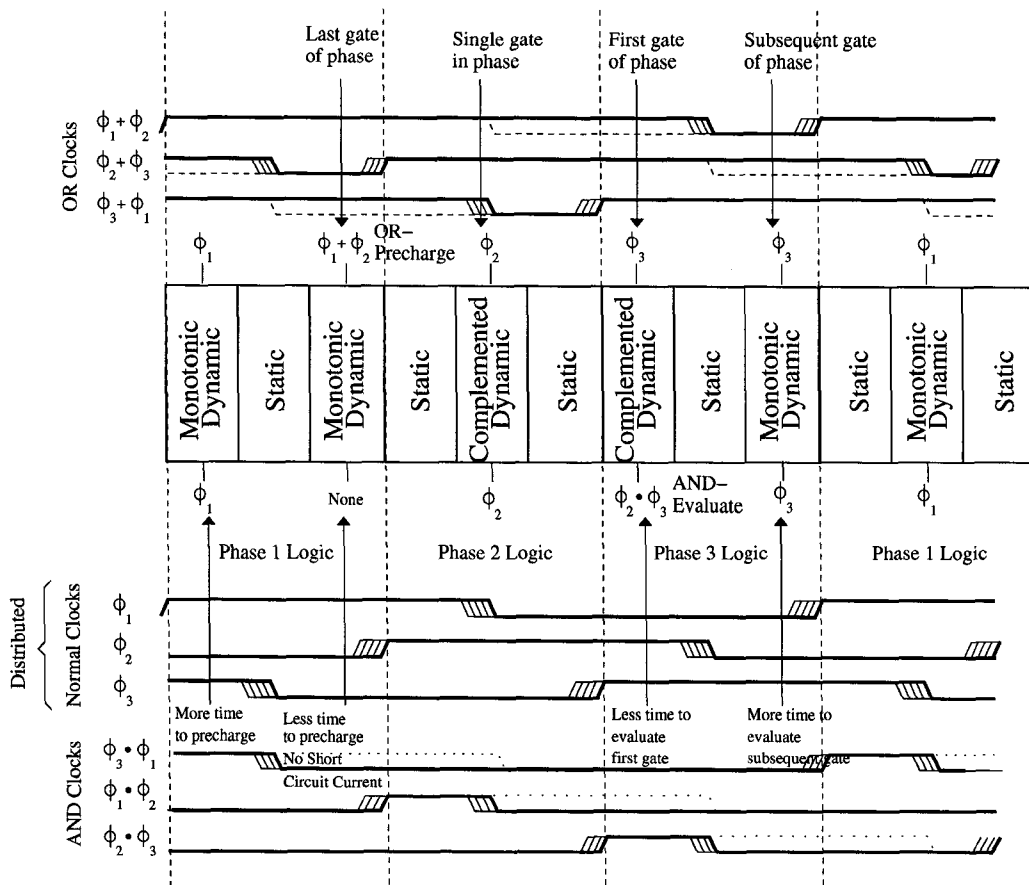 Last gate of phase
Single gate in phase
First gate of phase
Subsequent gate of phase
OR Clocks
ϕ1 + ϕ2
ϕ2 + ϕ3
ϕ3 + ϕ1
ϕ1
ϕ1 + ϕ2
OR–Precharge
ϕ2
ϕ3
ϕ3
ϕ1
Monotonic Dynamic
Static
Monotonic Dynamic
Static
Complemented Dynamic
Static
Complemented Dynamic
Static
Monotonic Dynamic
Static
Monotonic Dynamic
Static
ϕ1
None
ϕ2
ϕ2 • ϕ3
AND–Evaluate
ϕ3
ϕ1
Phase 1 Logic
Phase 2 Logic
Phase 3 Logic
Phase 1 Logic
Distributed
Normal Clocks
ϕ1
ϕ2
ϕ3
More time to precharge
Less time to precharge
No Short Circuit Current
Less time to evaluate first gate
More time to evaluate subsequent gate
AND Clocks
ϕ3 • ϕ1
ϕ1 • ϕ2
ϕ2 • ϕ3